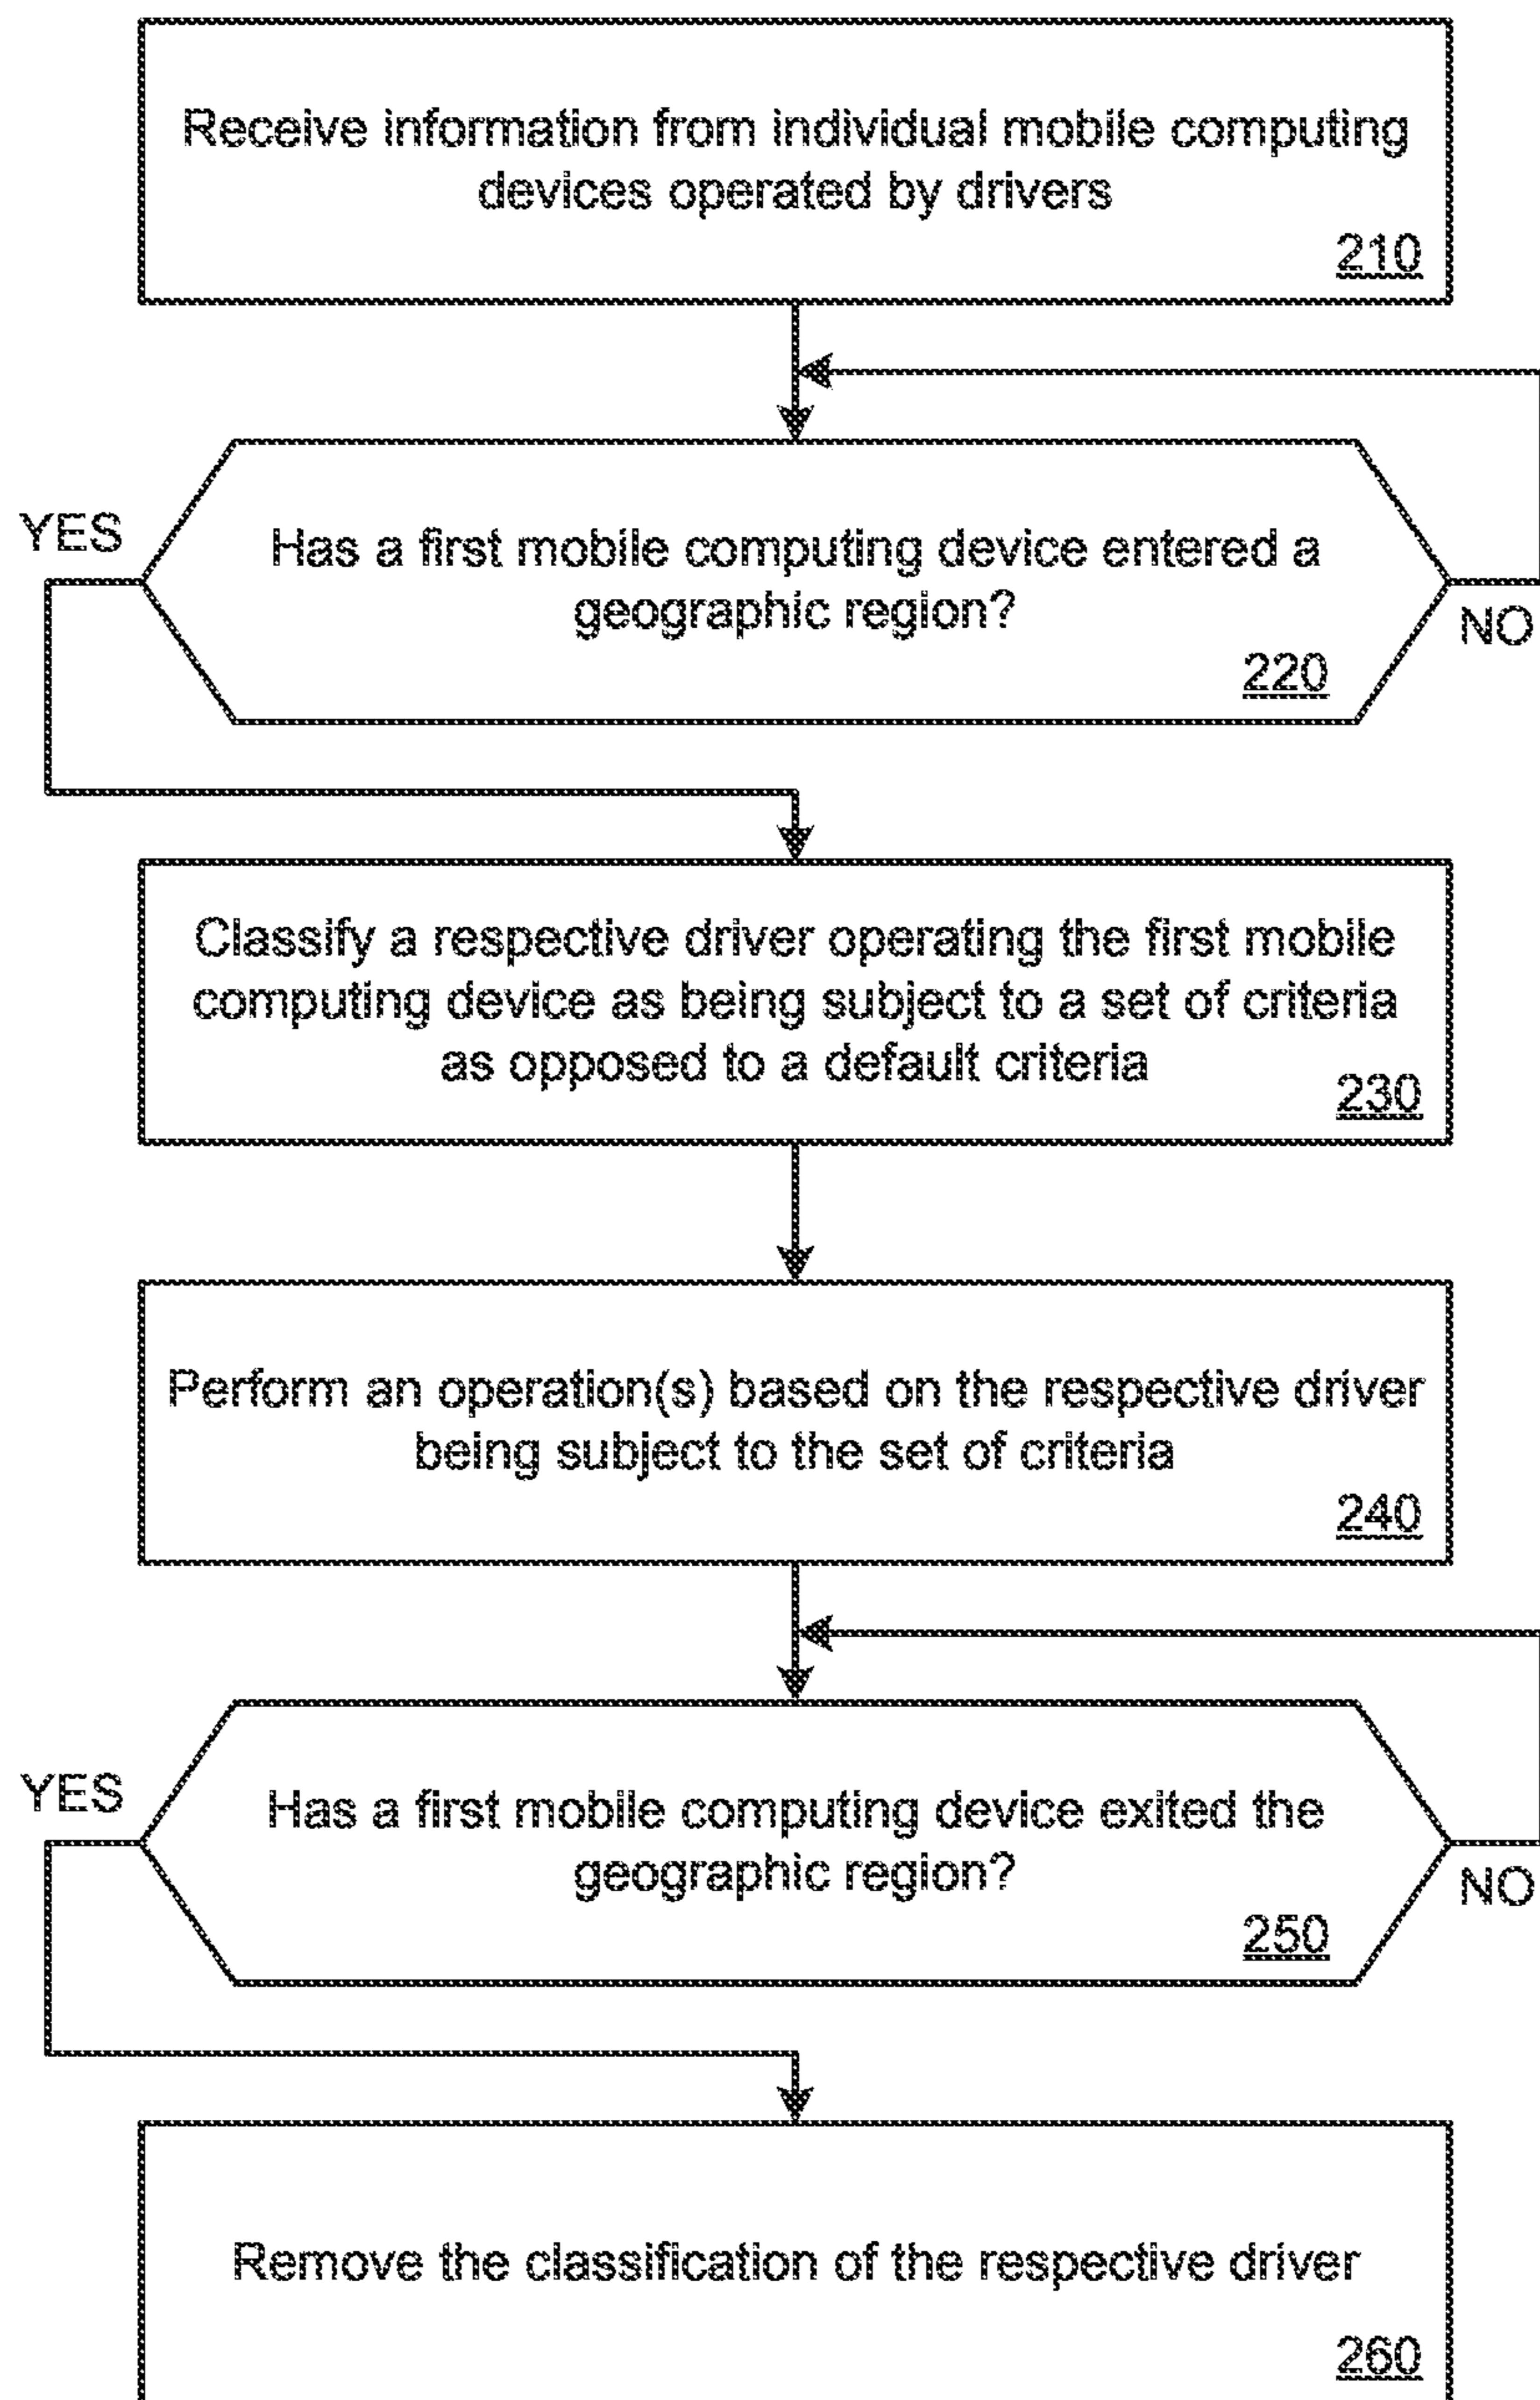 Receive information from individual mobile computing
devices operated by drivers
210
YES
Has a first mobile computing device entered a
geographic region?
NO
220
Classify a respective driver operating the first mobile
computing device as being subject to a set of criteria
as opposed to a default criteria
230
Perform an operation(s) based on the respective driver
being subject to the set of criteria
240
YES
Has a first mobile computing device exited the
geographic region?
NO
250
Remove the classification of the respective driver
260